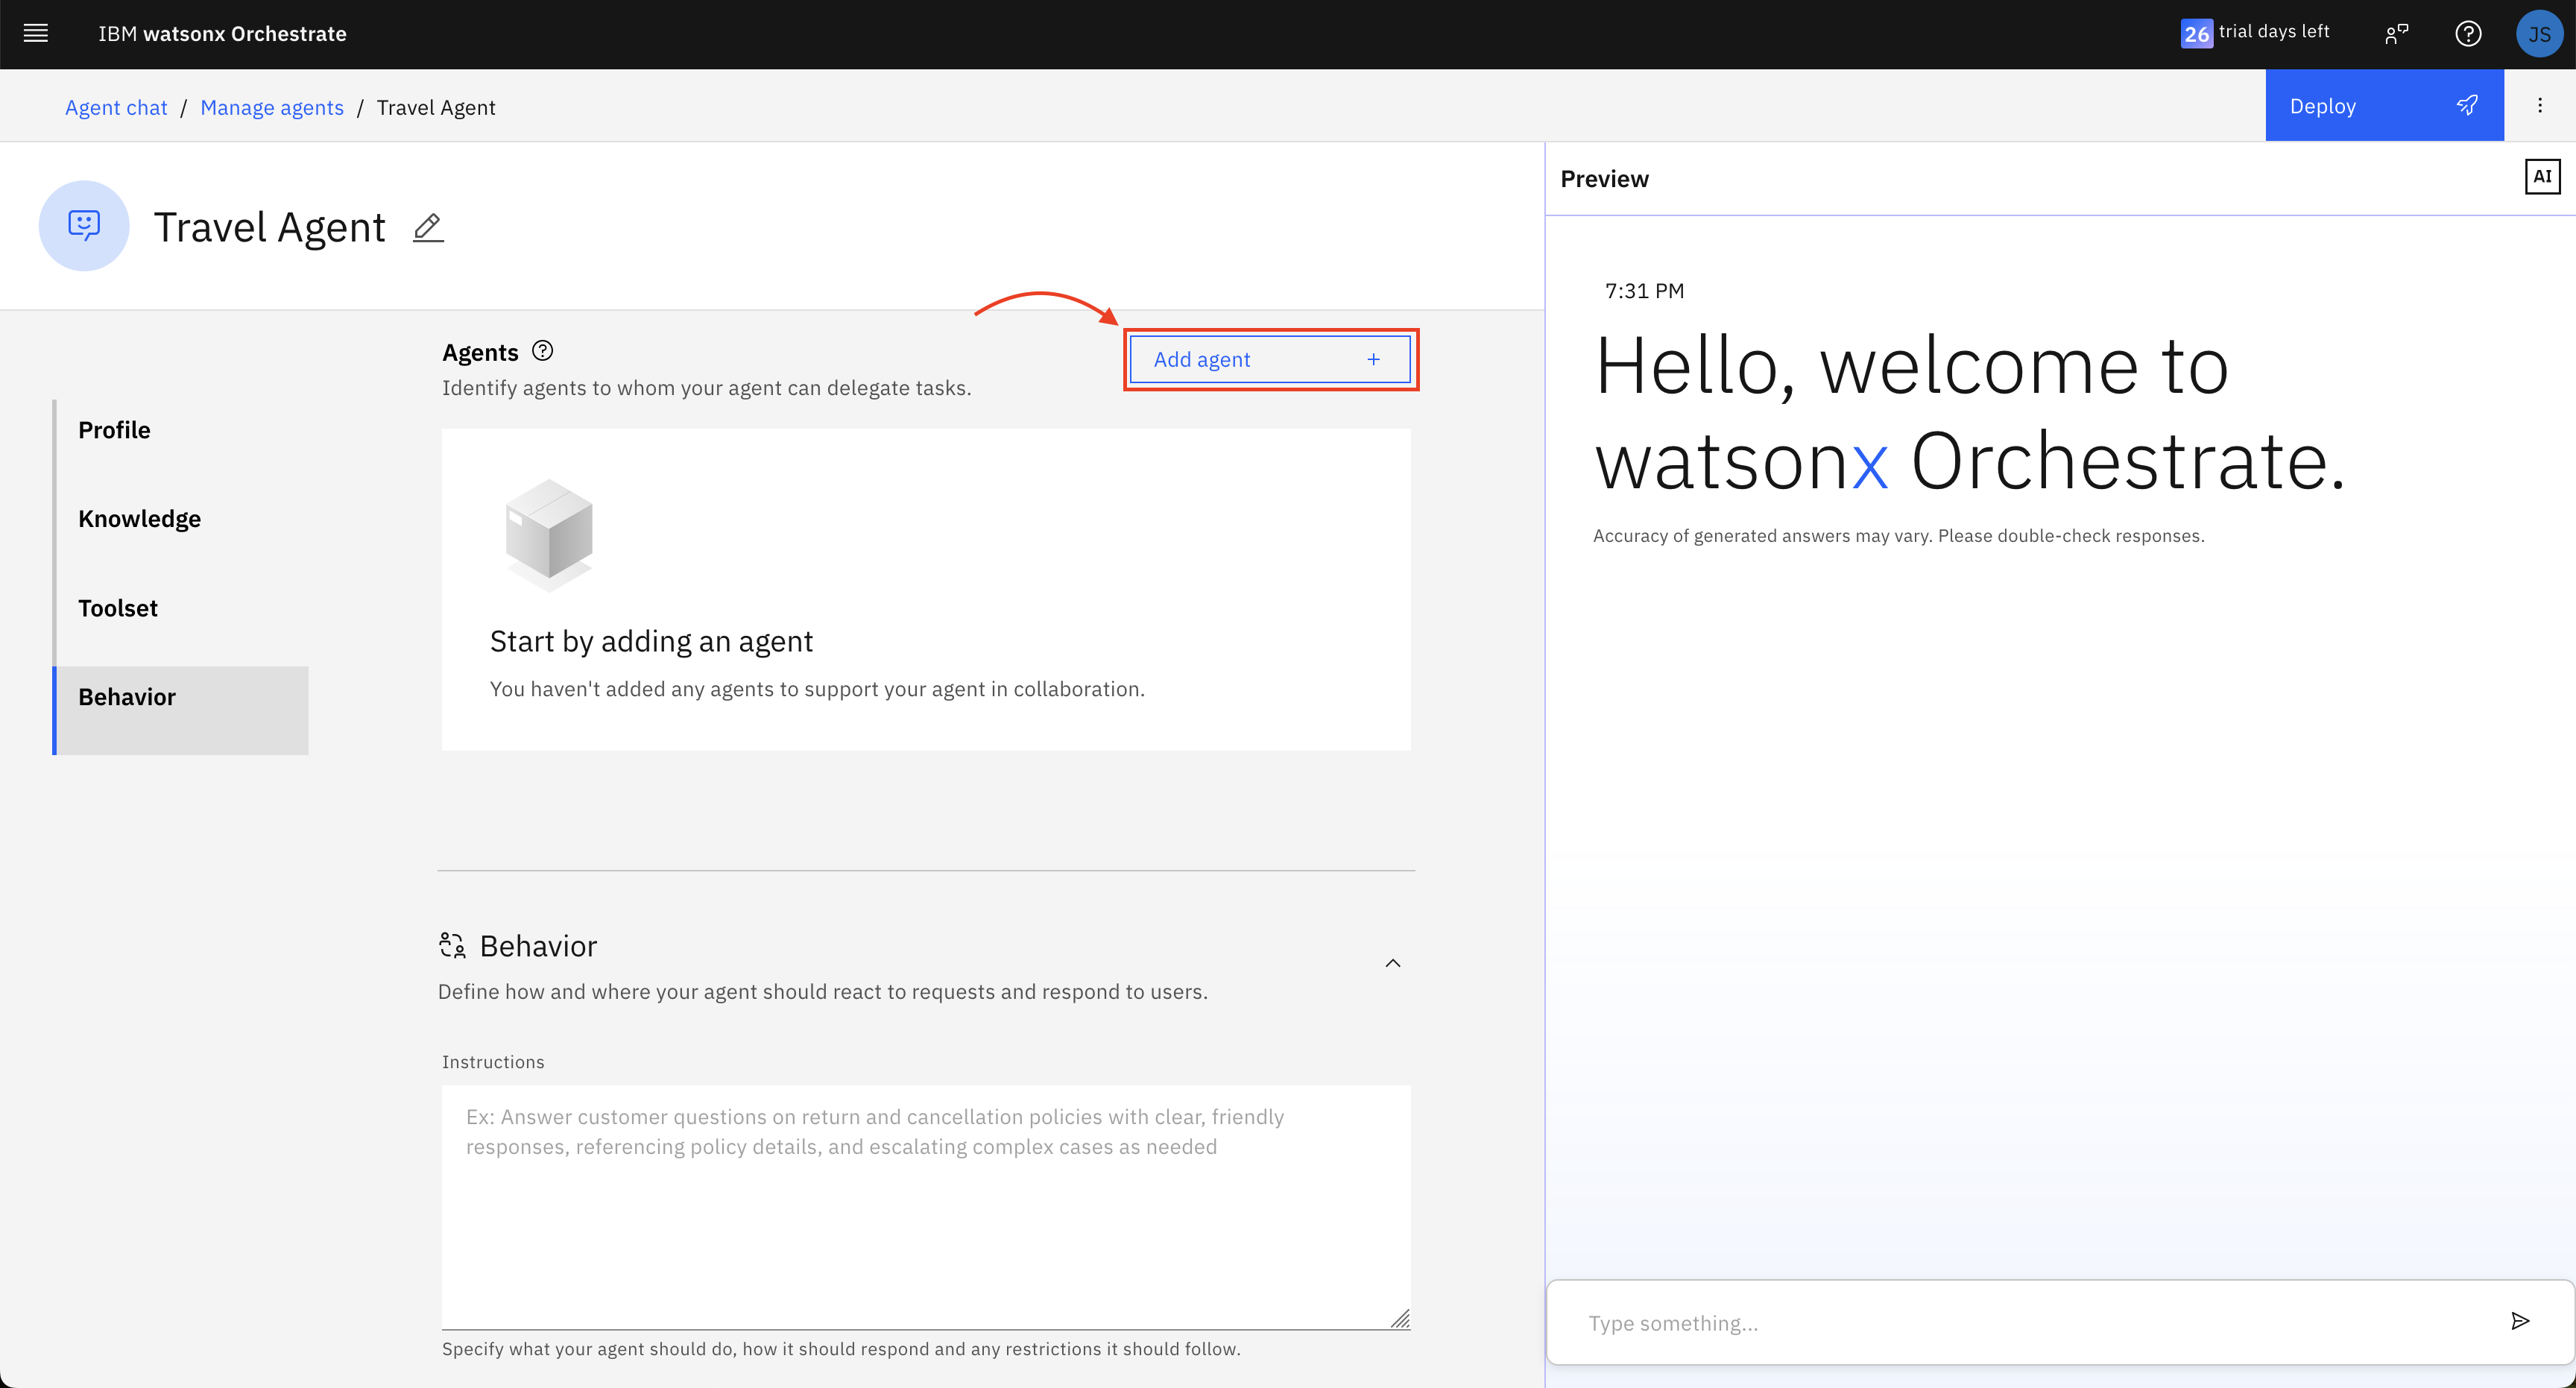 IBM watsonx Orchestrate
26 trial days left
JS
Agent chat / Manage agents / Travel Agent
Deploy
Travel Agent
Agents
Identify agents to whom your agent can delegate tasks.
Add agent +
Profile
Knowledge
Toolset
Behavior
Start by adding an agent
You haven't added any agents to support your agent in collaboration.
Behavior
Define how and where your agent should react to requests and respond to users.
Instructions
Ex: Answer customer questions on return and cancellation policies with clear, friendly
responses, referencing policy details, and escalating complex cases as needed
Specify what your agent should do, how it should respond and any restrictions it should follow.
Preview
AI
7:31 PM
Hello, welcome to
watsonx Orchestrate.
Accuracy of generated answers may vary. Please double-check responses.
Type something...